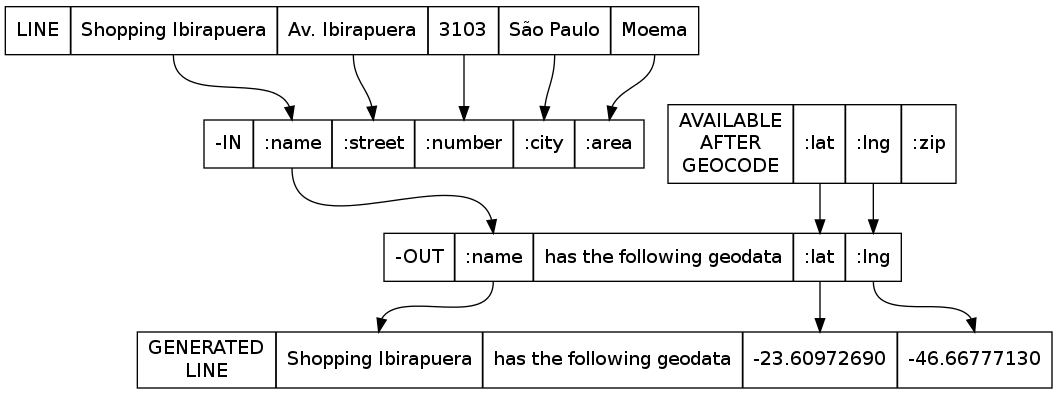 LINE Shopping Ibirapuera Av. Ibirapuera 3103 São Paulo Moema
-IN :name :street :number :city :area
AVAILABLE
AFTER
GEOCODE
:lat :lng :zip
-OUT :name has the following geodata :lat :lng
GENERATED
LINE
Shopping Ibirapuera has the following geodata -23.60972690 -46.66777130